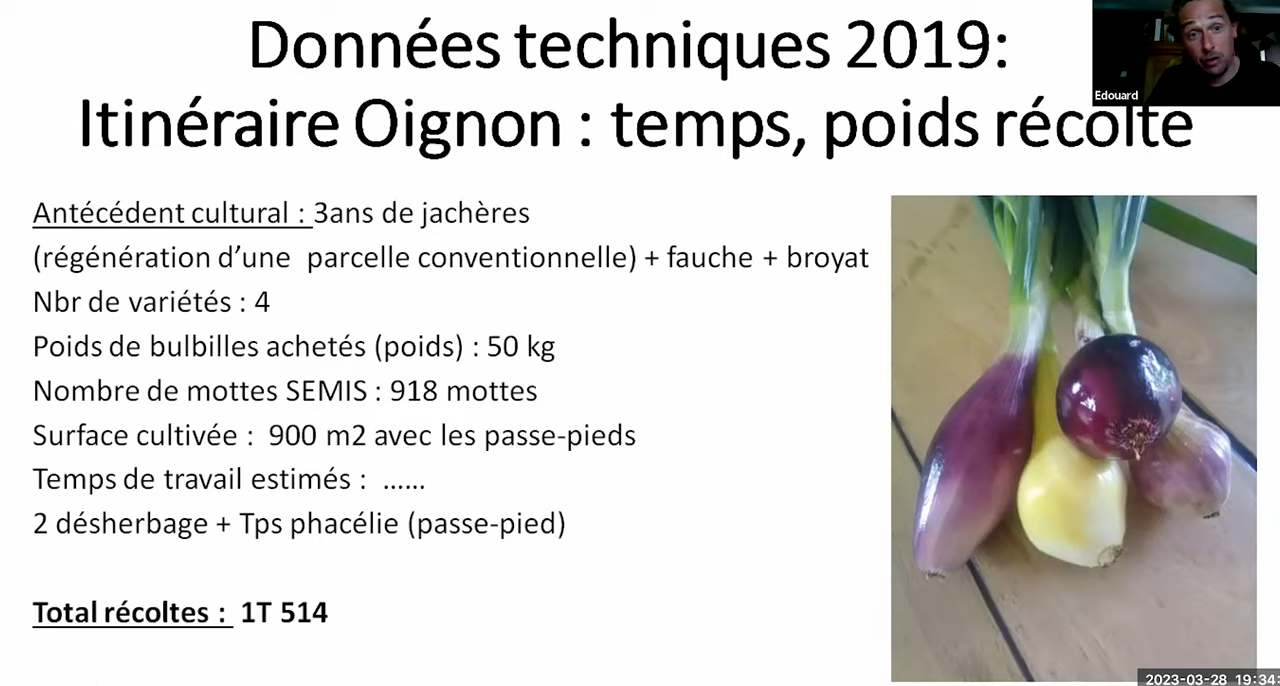 Données techniques 2019:
Edouard
Itinéraire Oignon : temps, poids récolte
Antécédent cultural : 3ans de jachères
(régénération d’une parcelle conventionnelle) + fauche + broyat
Nbr de variétés : 4
Poids de bulbilles achetés (poids) : 50 kg
Nombre de mottes SEMIS : 918 mottes
Surface cultivée : 900 m2 avec les passe-pieds
Temps de travail estimés : ......
2 désherbage + Tps phacélie (passe-pied)
Total récoltes : 1T 514
2023-03-28 19:34: